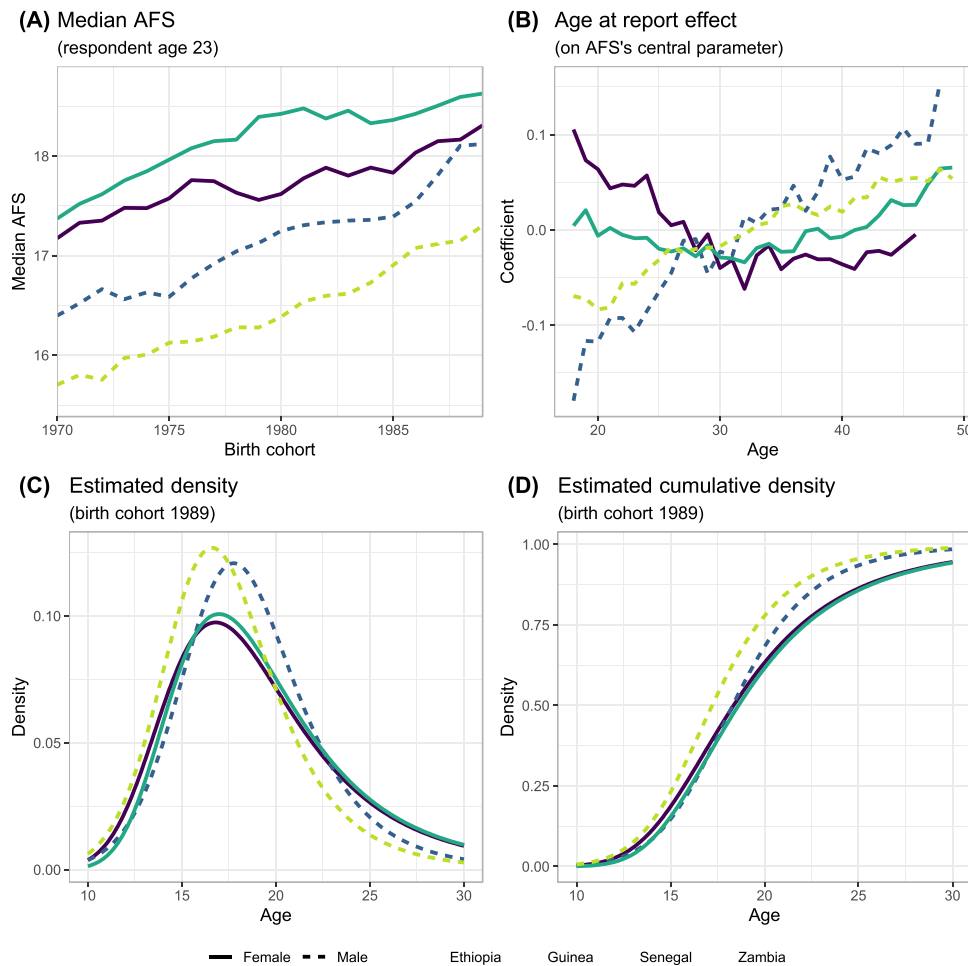 (A) Median AFS
(respondent age 23)
Median AFS
18
17
16
1970 1975 1980 1985
Birth cohort
(B) Age at report effect
(on AFS's central parameter)
Coefficient
0.1
0.0
-0.1
20 30 40 50
Age
(C) Estimated density
(birth cohort 1989)
Density
0.10
0.05
0.00
10 15 20 25 30
Age
(D) Estimated cumulative density
(birth cohort 1989)
Density
1.00
0.75
0.50
0.25
0.00
10 15 20 25 30
Age
Female Male Ethiopia Guinea Senegal Zambia